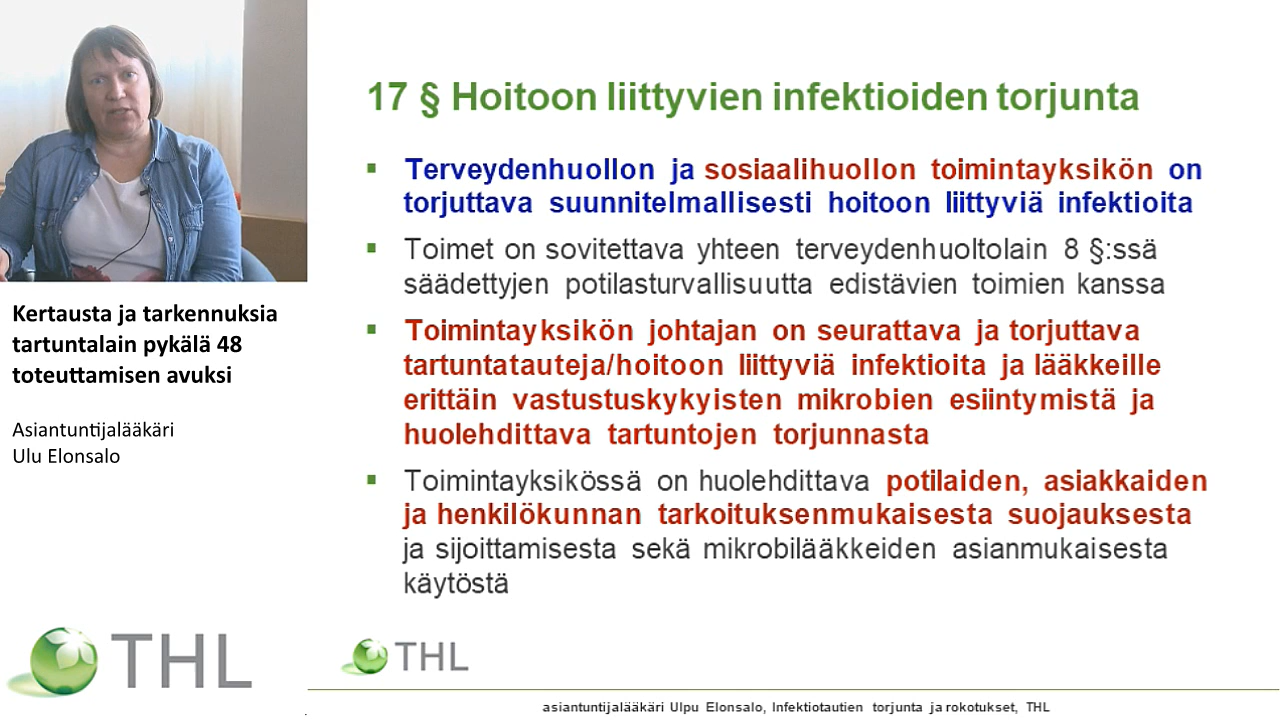 Kertausta ja tarkennuksia
tartuntalain pykälä 48
toteuttamisen avuksi
Asiantuntijalääkäri
Ulu Elonsalo
THL
17 § Hoitoon liittyvien infektioiden torjunta
Terveydenhuollon ja sosiaalihuollon toimintayksikön on
torjuttava suunnitelmallisesti hoitoon liittyviä infektioita
Toimet on sovitettava yhteen terveydenhuoltolain 8 §:ssä
säädettyjen potilasturvallisuutta edistävien toimien kanssa
Toimintayksikön johtajan on seurattava ja torjuttava
tartuntatauteja/hoitoon liittyviä infektioita ja lääkkeille
erittäin vastustuskykyisten mikrobien esiintymistä ja
huolehdittava tartuntojen torjunnasta
Toimintayksikössä on huolehdittava potilaiden, asiakkaiden
ja henkilökunnan tarkoituksenmukaisesta suojauksesta
ja sijoittamisesta sekä mikrobilääkkeiden asianmukaisesta
käytöstä
THL
asiantuntijalääkäri Ulpu Elonsalo, Infektiotautien torjunta ja rokotukset, THL